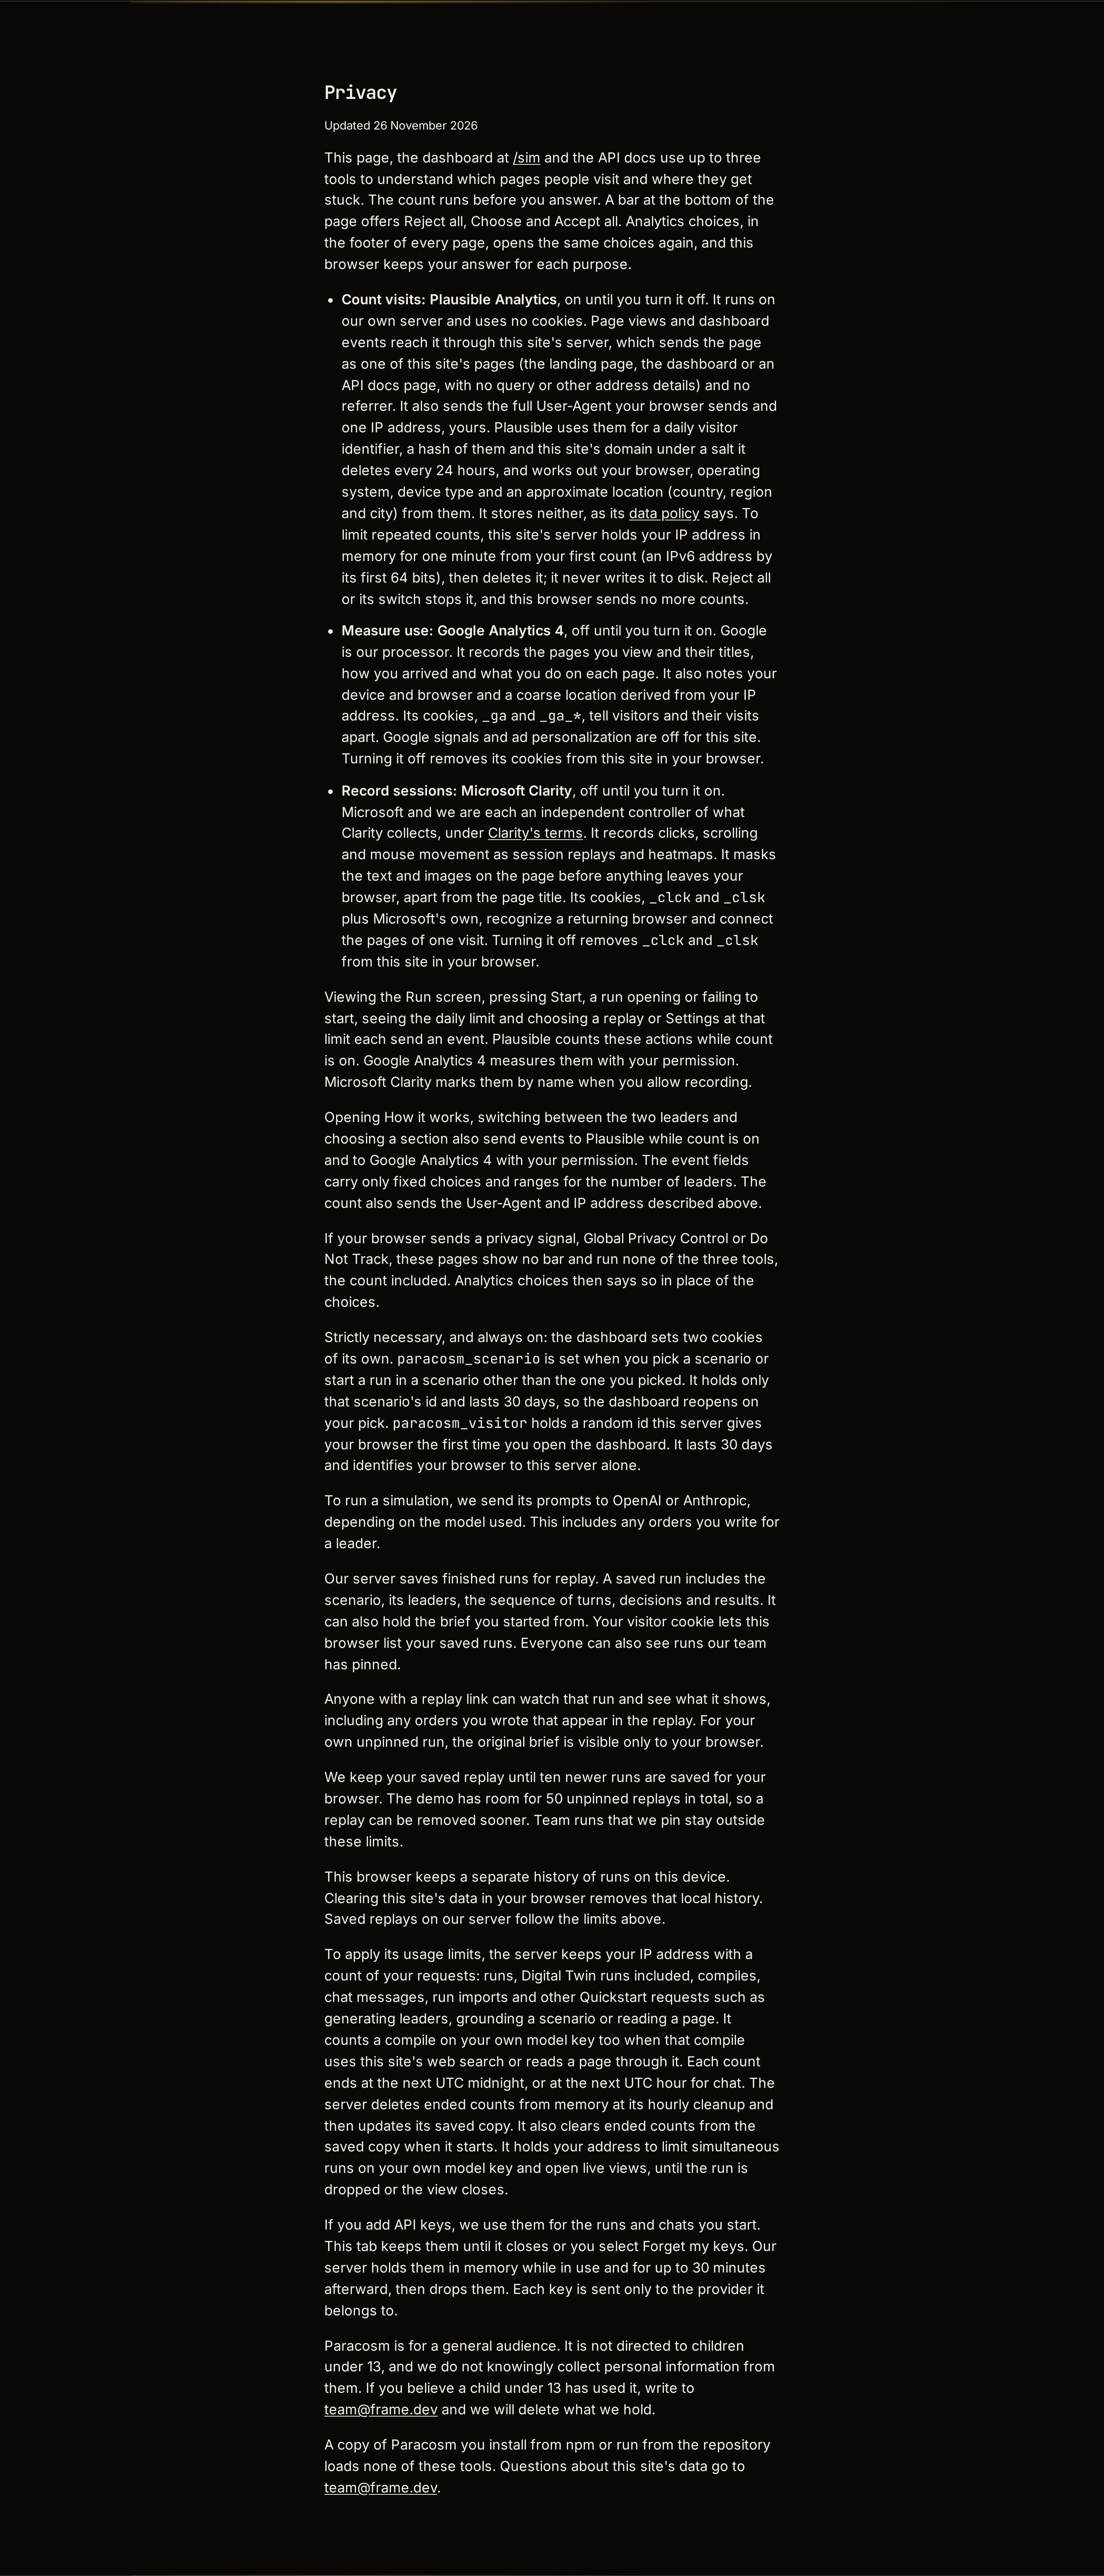 Privacy
Updated 26 November 2026
This page, the dashboard at /sim and the API docs use up to three
tools to understand which pages people visit and where they get
stuck. The count runs before you answer. A bar at the bottom of the
page offers Reject all, Choose and Accept all. Analytics choices, in
the footer of every page, opens the same choices again, and this
browser keeps your answer for each purpose.
• Count visits: Plausible Analytics, on until you turn it off. It runs on
our own server and uses no cookies. Page views and dashboard
events reach it through this site's server, which sends the page
as one of this site's pages (the landing page, the dashboard or an
API docs page, with no query or other address details) and no
referrer. It also sends the full User-Agent your browser sends and
one IP address, yours. Plausible uses them for a daily visitor
identifier, a hash of them and this site's domain under a salt it
deletes every 24 hours, and works out your browser, operating
system, device type and an approximate location (country, region
and city) from them. It stores neither, as its data policy says. To
limit repeated counts, this site's server holds your IP address in
memory for one minute from your first count (an IPv6 address by
its first 64 bits), then deletes it; it never writes it to disk. Reject all
or its switch stops it, and this browser sends no more counts.
• Measure use: Google Analytics 4, off until you turn it on. Google
is our processor. It records the pages you view and their titles,
how you arrived and what you do on each page. It also notes your
device and browser and a coarse location derived from your IP
address. Its cookies, _ga and _ga_*, tell visitors and their visits
apart. Google signals and ad personalization are off for this site.
Turning it off removes its cookies from this site in your browser.
• Record sessions: Microsoft Clarity, off until you turn it on.
Microsoft and we are each an independent controller of what
Clarity collects, under Clarity's terms. It records clicks, scrolling
and mouse movement as session replays and heatmaps. It masks
the text and images on the page before anything leaves your
browser, apart from the page title. Its cookies, _clck and _clsk
plus Microsoft's own, recognize a returning browser and connect
the pages of one visit. Turning it off removes _clck and _clsk
from this site in your browser.
Viewing the Run screen, pressing Start, a run opening or failing to
start, seeing the daily limit and choosing a replay or Settings at that
limit each send an event. Plausible counts these actions while count
is on. Google Analytics 4 measures them with your permission.
Microsoft Clarity marks them by name when you allow recording.
Opening How it works, switching between the two leaders and
choosing a section also send events to Plausible while count is on
and to Google Analytics 4 with your permission. The event fields
carry only fixed choices and ranges for the number of leaders. The
count also sends the User-Agent and IP address described above.
If your browser sends a privacy signal, Global Privacy Control or Do
Not Track, these pages show no bar and run none of the three tools,
the count included. Analytics choices then says so in place of the
choices.
Strictly necessary, and always on: the dashboard sets two cookies
of its own. paracosm_scenario is set when you pick a scenario or
start a run in a scenario other than the one you picked. It holds only
that scenario's id and lasts 30 days, so the dashboard reopens on
your pick. paracosm_visitor holds a random id this server gives
your browser the first time you open the dashboard. It lasts 30 days
and identifies your browser to this server alone.
To run a simulation, we send its prompts to OpenAI or Anthropic,
depending on the model used. This includes any orders you write for
a leader.
Our server saves finished runs for replay. A saved run includes the
scenario, its leaders, the sequence of turns, decisions and results. It
can also hold the brief you started from. Your visitor cookie lets this
browser list your saved runs. Everyone can also see runs our team
has pinned.
Anyone with a replay link can watch that run and see what it shows,
including any orders you wrote that appear in the replay. For your
own unpinned run, the original brief is visible only to your browser.
We keep your saved replay until ten newer runs are saved for your
browser. The demo has room for 50 unpinned replays in total, so a
replay can be removed sooner. Team runs that we pin stay outside
these limits.
This browser keeps a separate history of runs on this device.
Clearing this site's data in your browser removes that local history.
Saved replays on our server follow the limits above.
To apply its usage limits, the server keeps your IP address with a
count of your requests: runs, Digital Twin runs included, compiles,
chat messages, run imports and other Quickstart requests such as
generating leaders, grounding a scenario or reading a page. It
counts a compile on your own model key too when that compile
uses this site's web search or reads a page through it. Each count
ends at the next UTC midnight, or at the next UTC hour for chat. The
server deletes ended counts from memory at its hourly cleanup and
then updates its saved copy. It also clears ended counts from the
saved copy when it starts. It holds your address to limit simultaneous
runs on your own model key and open live views, until the run is
dropped or the view closes.
If you add API keys, we use them for the runs and chats you start.
This tab keeps them until it closes or you select Forget my keys. Our
server holds them in memory while in use and for up to 30 minutes
afterward, then drops them. Each key is sent only to the provider it
belongs to.
Paracosm is for a general audience. It is not directed to children
under 13, and we do not knowingly collect personal information from
them. If you believe a child under 13 has used it, write to
team@frame.dev and we will delete what we hold.
A copy of Paracosm you install from npm or run from the repository
loads none of these tools. Questions about this site's data go to
team@frame.dev.